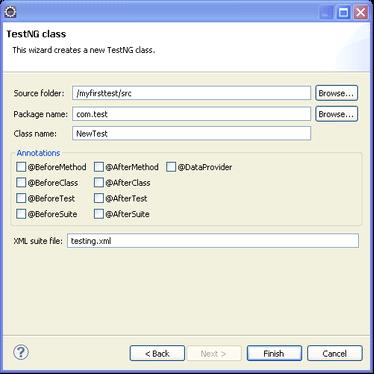 TestNG class
This wizard creates a new TestNG class.
Source folder: /myfirsttest/src Browse...
Package name: com.test Browse...
Class name: NewTest
Annotations
@BeforeMethod @AfterMethod @DataProvider
@BeforeClass @AfterClass
@BeforeTest @AfterTest
@BeforeSuite @AfterSuite
XML suite file: testing.xml
? < Back Next > Finish Cancel